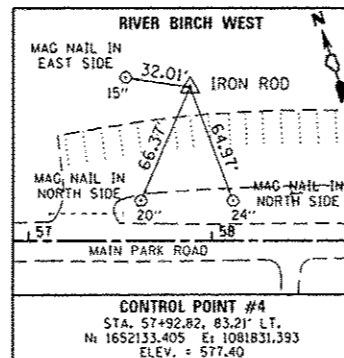 RIVER BIRCH WEST
N
MAG NAIL IN
EAST SIDE
32.01'
15"
IRON ROD
66.37'
64.97'
MAG NAIL IN
NORTH SIDE
MAG NAIL IN
NORTH SIDE
20"
24"
57
58
MAIN PARK ROAD
CONTROL POINT #4
STA. 57+92.82, 83.21' LT.
N: 1652133.405 E: 1081831.393
ELEV. = 577.40